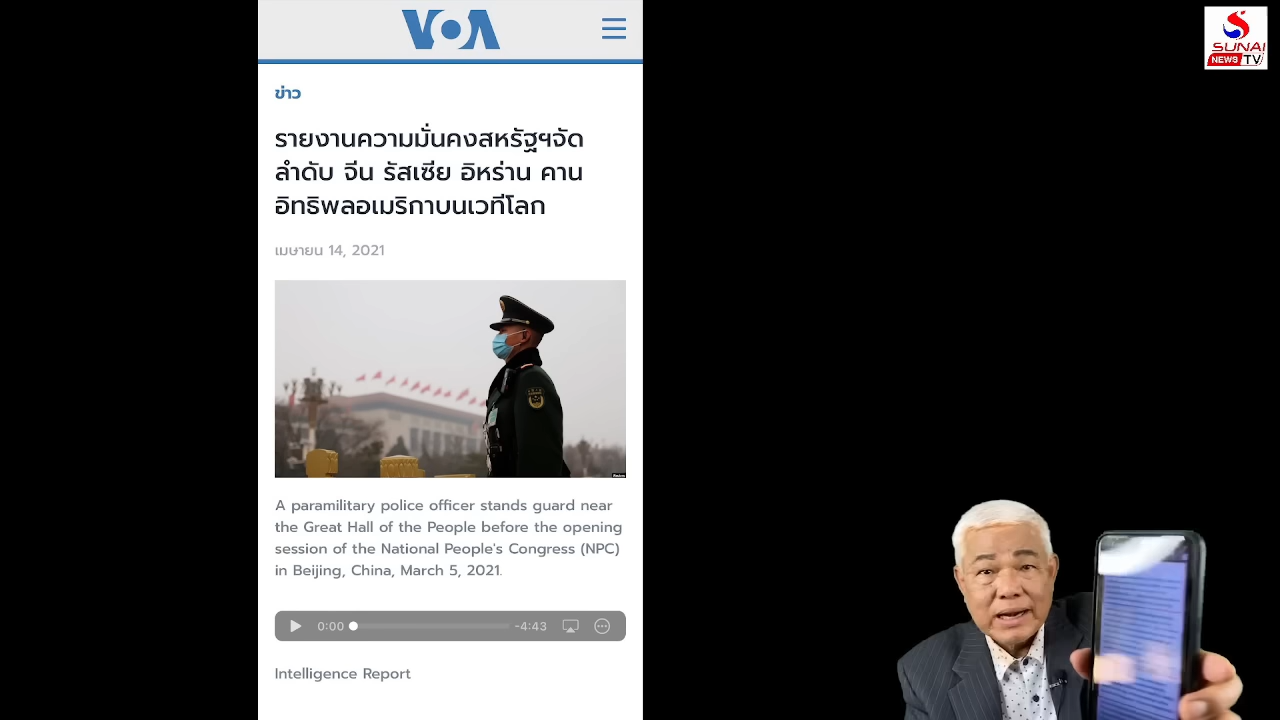 VOA
SUNAI
NEWS TV
ข่าว
รายงานความมั่นคงสหรัฐฯจัด
ลำดับ จีน รัสเซีย อิหร่าน คาน
อิทธิพลอเมริกาบนเวทีโลก
เมษายน 14, 2021
A paramilitary police officer stands guard near
the Great Hall of the People before the opening
session of the National People's Congress (NPC)
in Beijing, China, March 5, 2021.
0:00
-4:43
Intelligence Report